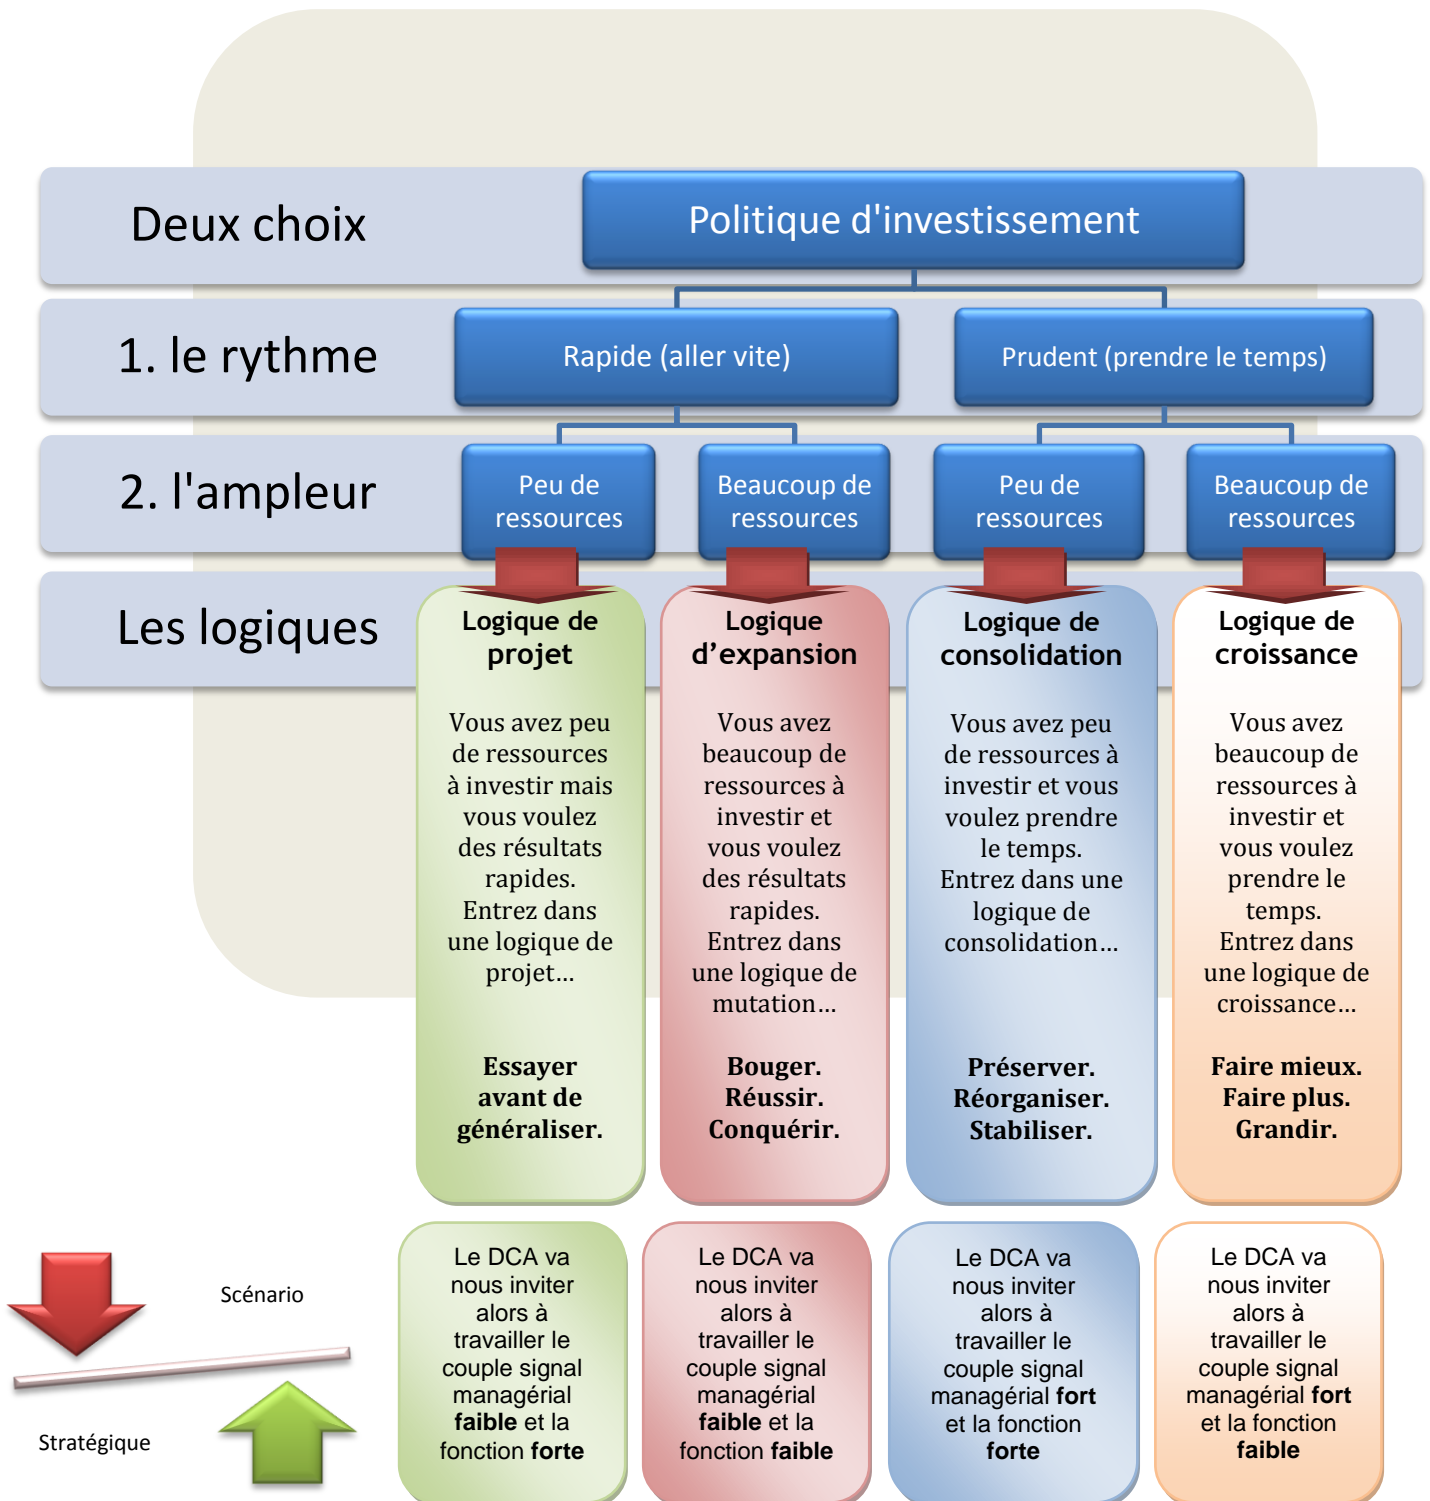 Deux choix
Politique d'investissement
1. le rythme
Rapide (aller vite)
Prudent (prendre le temps)
2. l'ampleur
Peu de
ressources
Beaucoup de
ressources
Peu de
ressources
Beaucoup de
ressources
Les logiques
Logique de
projet
Vous avez peu
de ressources
à investir mais
vous voulez
des résultats
rapides.
Entrez dans
une logique de
projet…
Essayer
avant de
généraliser.
Logique
d’expansion
Vous avez
beaucoup de
ressources à
investir et
vous voulez
des résultats
rapides.
Entrez dans
une logique de
mutation…
Bouger.
Réussir.
Conquérir.
Logique de
consolidation
Vous avez peu
de ressources à
investir et vous
voulez prendre
le temps.
Entrez dans une
logique de
consolidation…
Préserver.
Réorganiser.
Stabiliser.
Logique de
croissance
Vous avez
beaucoup de
ressources à
investir et
vous voulez
prendre le
temps.
Entrez dans
une logique de
croissance…
Faire mieux.
Faire plus.
Grandir.
Scénario
Stratégique
Le DCA va
nous inviter
alors à
travailler le
couple signal
managérial
faible et la
fonction forte
Le DCA va
nous inviter
alors à
travailler le
couple signal
managérial
faible et la
fonction faible
Le DCA va
nous inviter
alors à
travailler le
couple signal
managérial fort
et la fonction
forte
Le DCA va
nous inviter
alors à
travailler le
couple signal
managérial fort
et la fonction
faible